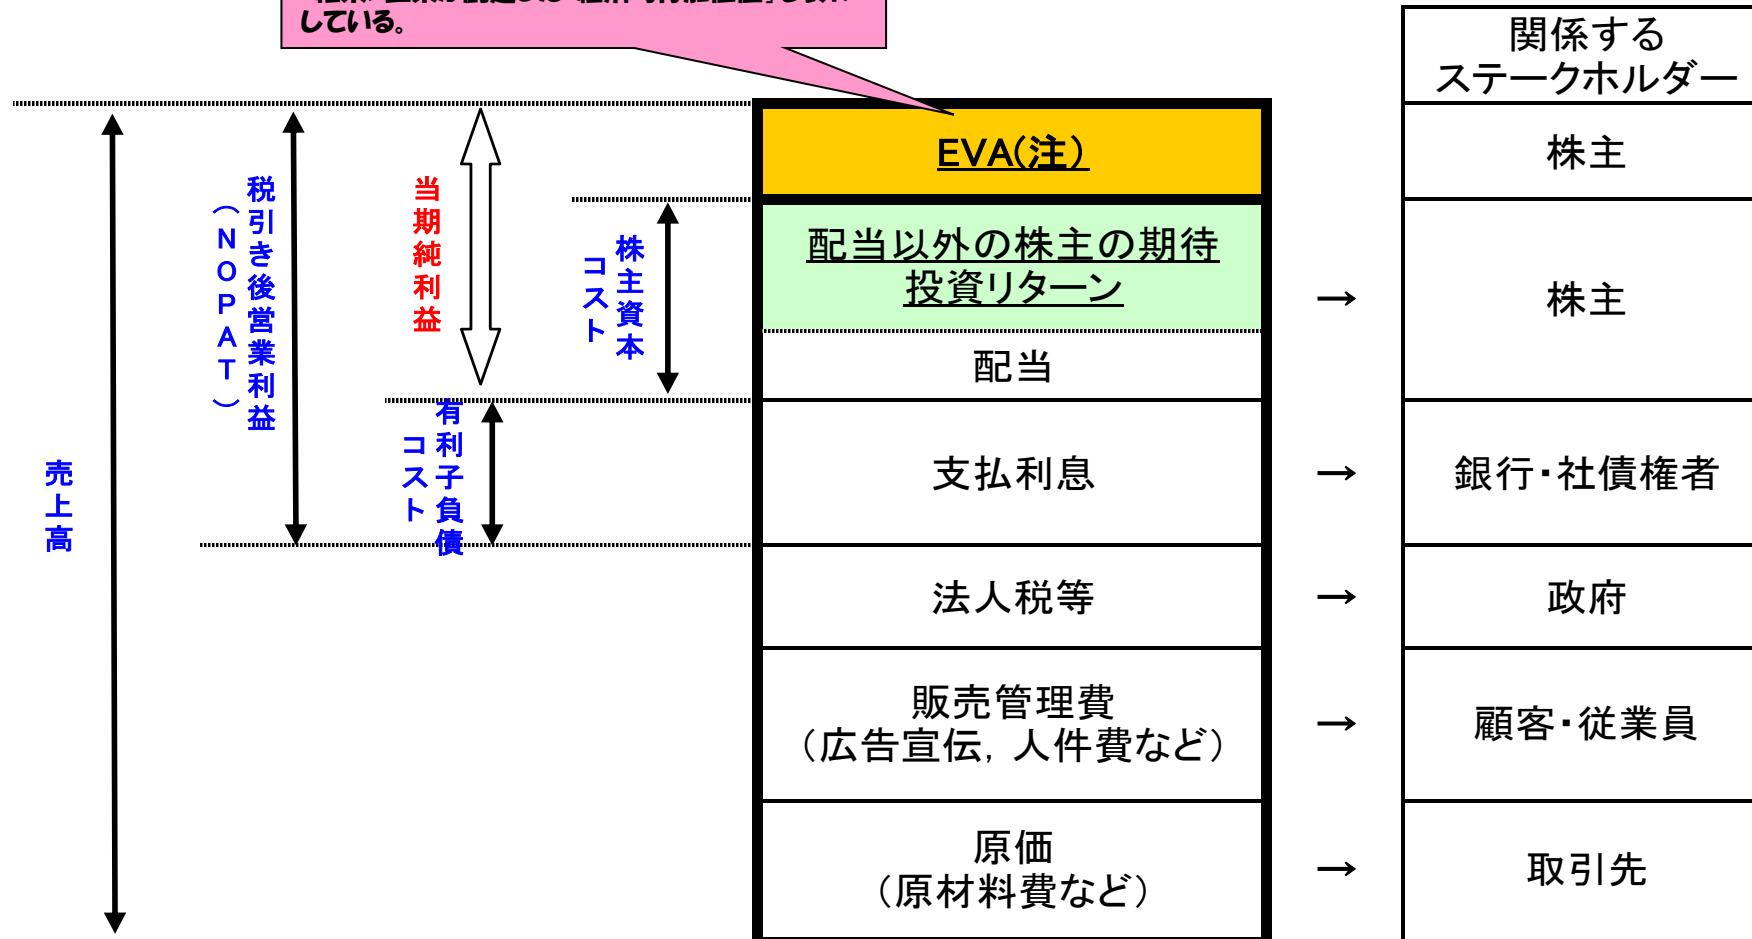 している。
関係する
ステークホルダー
EVA(注)
株主
配当以外の株主の期待
投資リターン
→
株主
配当
支払利息
→
銀行・社債権者
法人税等
→
政府
販売管理費
（広告宣伝, 人件費など）
→
顧客・従業員
原価
（原材料費など）
→
取引先
売上高
税引き後営業利益
（NOPAT）
当期純利益
株主資本
コスト
有利子負債
コスト